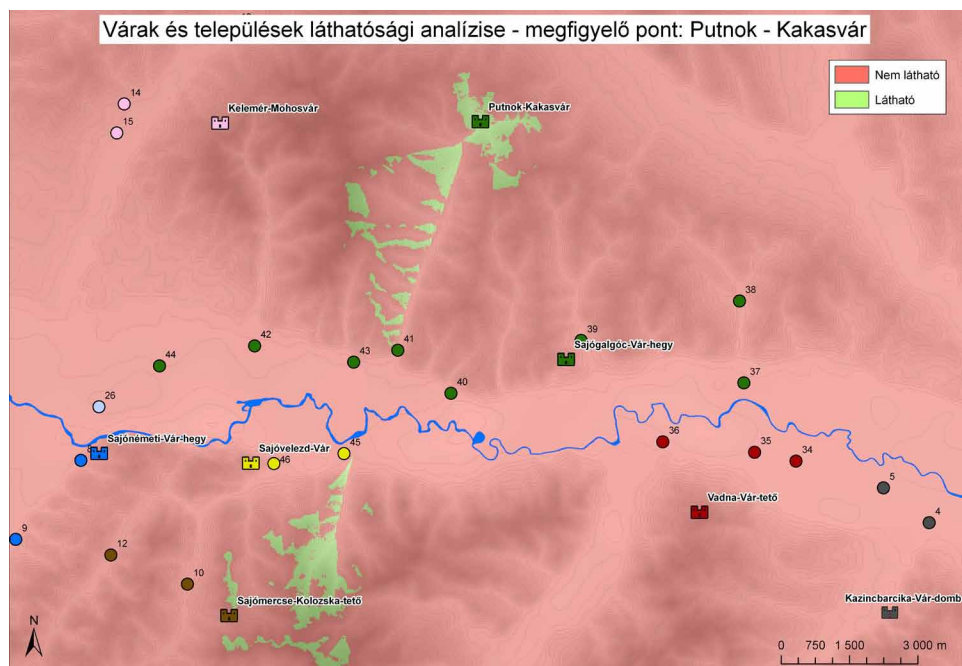 Várak és települések láthatósági analízise - megfigyelő pont: Putnok - Kakasvár
Nem látható
Látható
14
15
Kelemér-Mohosvár
Putnok-Kakasvár
38
39
42
41
43
Sajógalgóc-Vár-hegy
44
37
40
26
36
35
34
45
Sajónémeti-Vár-hegy
Sajóvelezd-Vár
46
5
4
Vadna-Vár-tető
9
12
10
Sajómercse-Kolozska-tető
Kazincbarcika-Vár-domb
N
0 750 1 500 3 000 m